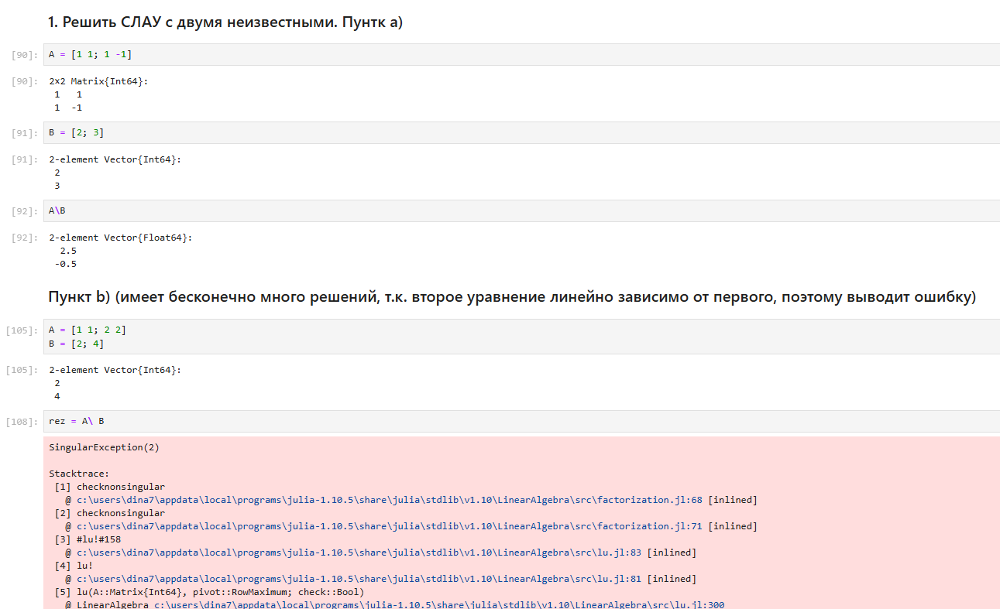 1. Решить СЛАУ с двумя неизвестными. Пунтк a)
[90]: A = [1 1; 1 -1]
[90]: 2×2 Matrix{Int64}:
1   1
1  -1
[91]: B = [2; 3]
[91]: 2-element Vector{Int64}:
2
3
[92]: A\B
[92]: 2-element Vector{Float64}:
2.5
-0.5
Пункт b) (имеет бесконечно много решений, т.к. второе уравнение линейно зависимо от первого, поэтому выводит ошибку)
[105]: A = [1 1; 2 2]
B = [2; 4]
[105]: 2-element Vector{Int64}:
2
4
[108]: rez = A\ B
SingularException(2)
Stacktrace:
[1] checknonsingular
@ c:\users\dina7\appdata\local\programs\julia-1.10.5\share\julia\stdlib\v1.10\LinearAlgebra\src\factorization.jl:68 [inlined]
[2] checknonsingular
@ c:\users\dina7\appdata\local\programs\julia-1.10.5\share\julia\stdlib\v1.10\LinearAlgebra\src\factorization.jl:71 [inlined]
[3] #lu!#158
@ c:\users\dina7\appdata\local\programs\julia-1.10.5\share\julia\stdlib\v1.10\LinearAlgebra\src\lu.jl:83 [inlined]
[4] lu!
@ c:\users\dina7\appdata\local\programs\julia-1.10.5\share\julia\stdlib\v1.10\LinearAlgebra\src\lu.jl:81 [inlined]
[5] lu(A::Matrix{Int64}, pivot::RowMaximum; check::Bool)
@ LinearAlgebra c:\users\dina7\appdata\local\programs\julia-1.10.5\share\julia\stdlib\v1.10\LinearAlgebra\src\lu.jl:300